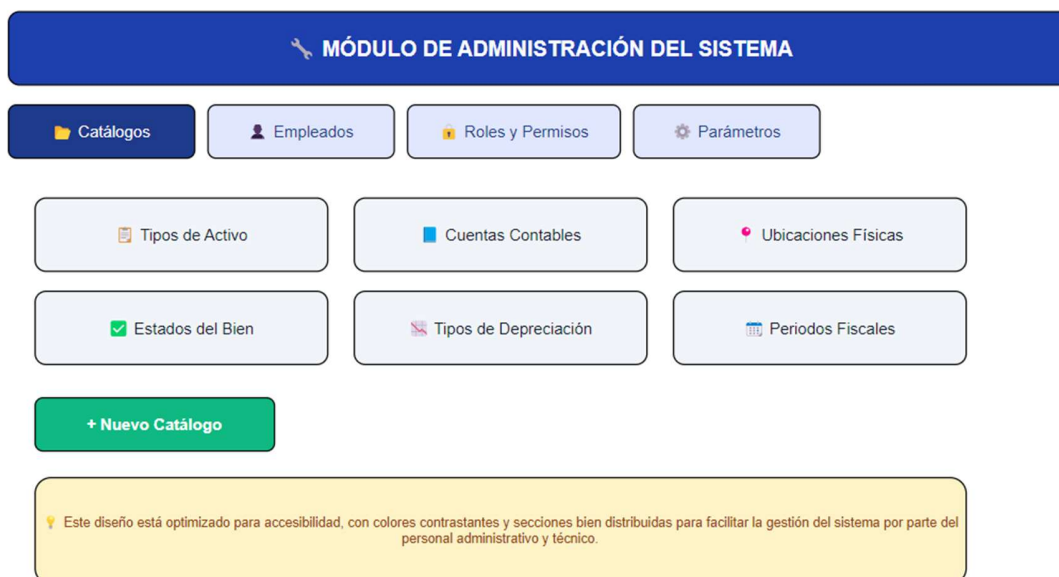 MÓDULO DE ADMINISTRACIÓN DEL SISTEMA
Catálogos
Empleados
Roles y Permisos
Parámetros
Tipos de Activo
Cuentas Contables
Ubicaciones Físicas
Estados del Bien
Tipos de Depreciación
Periodos Fiscales
+ Nuevo Catálogo
Este diseño está optimizado para accesibilidad, con colores contrastantes y secciones bien distribuidas para facilitar la gestión del sistema por parte del
personal administrativo y técnico.